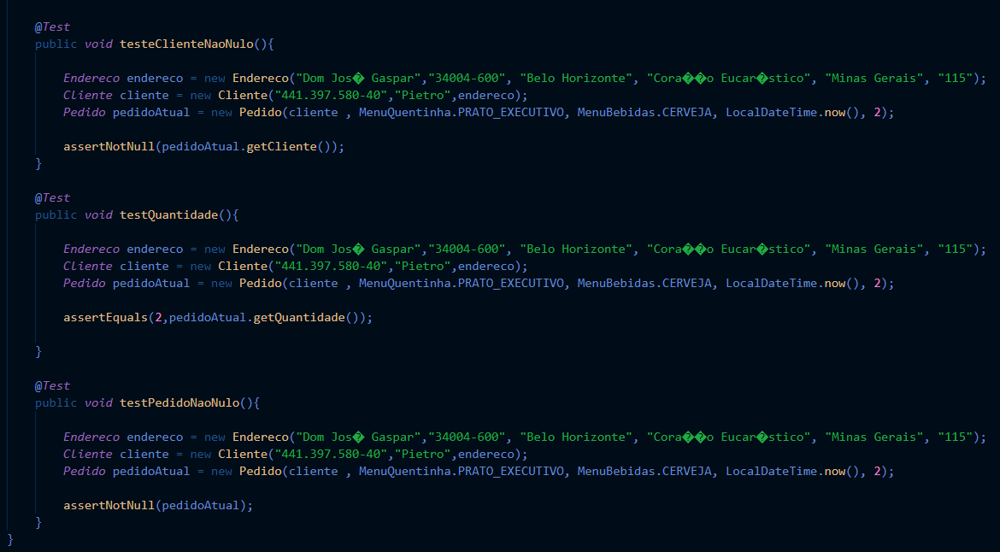 @Test
public void testeClienteNaoNulo(){
Endereco endereco = new Endereco("Dom Jos� Gaspar","34004-600", "Belo Horizonte", "Cora��o Eucar�stico", "Minas Gerais", "115");
Cliente cliente = new Cliente("441.397.580-40","Pietro",endereco);
Pedido pedidoAtual = new Pedido(cliente , MenuQuentinha.PRATO_EXECUTIVO, MenuBebidas.CERVEJA, LocalDateTime.now(), 2);
assertNotNull(pedidoAtual.getCliente());
}
@Test
public void testQuantidade(){
Endereco endereco = new Endereco("Dom Jos� Gaspar","34004-600", "Belo Horizonte", "Cora��o Eucar�stico", "Minas Gerais", "115");
Cliente cliente = new Cliente("441.397.580-40","Pietro",endereco);
Pedido pedidoAtual = new Pedido(cliente , MenuQuentinha.PRATO_EXECUTIVO, MenuBebidas.CERVEJA, LocalDateTime.now(), 2);
assertEquals(2,pedidoAtual.getQuantidade());
}
@Test
public void testPedidoNaoNulo(){
Endereco endereco = new Endereco("Dom Jos� Gaspar","34004-600", "Belo Horizonte", "Cora��o Eucar�stico", "Minas Gerais", "115");
Cliente cliente = new Cliente("441.397.580-40","Pietro",endereco);
Pedido pedidoAtual = new Pedido(cliente , MenuQuentinha.PRATO_EXECUTIVO, MenuBebidas.CERVEJA, LocalDateTime.now(), 2);
assertNotNull(pedidoAtual);
}
}